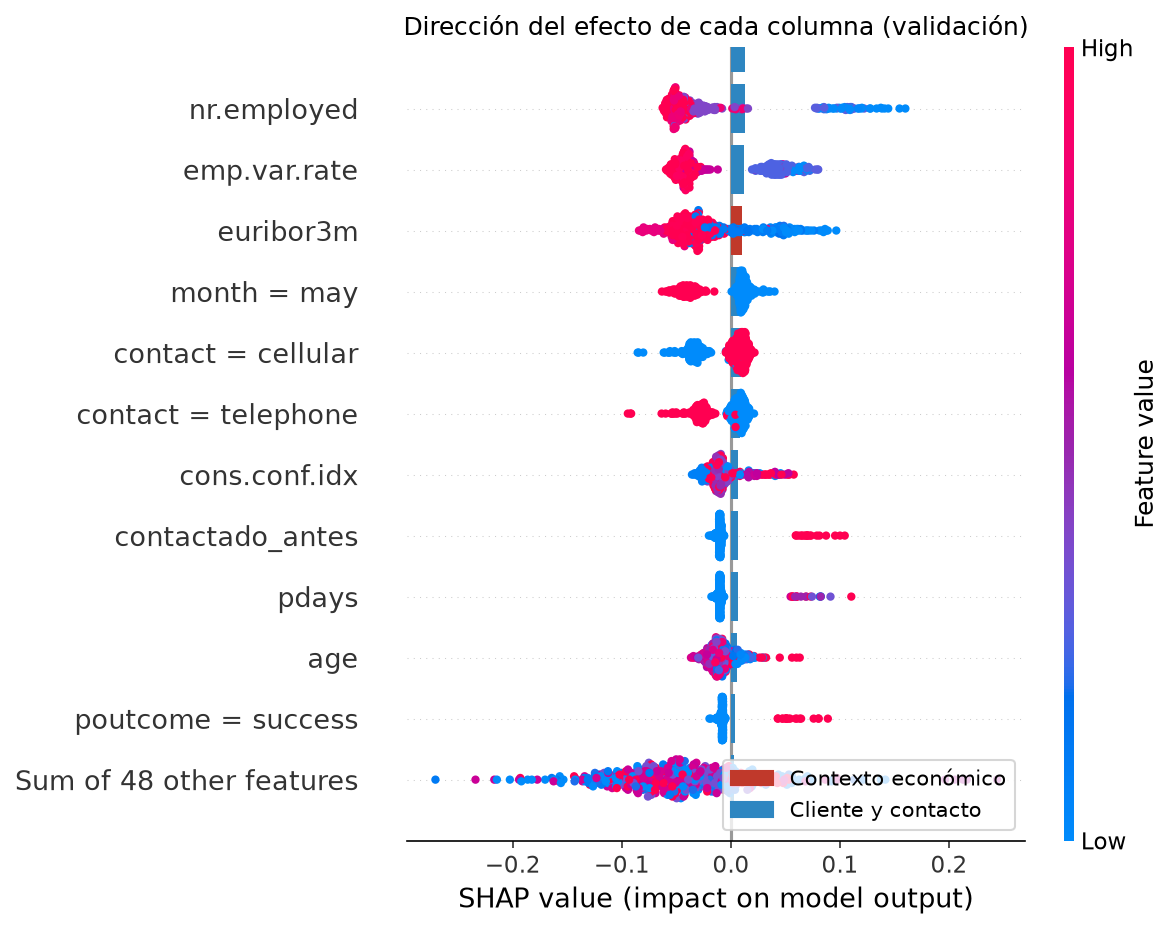 Dirección del efecto de cada columna (validación)
High
nr.employed
emp.var.rate
euribor3m
month = may
contact = cellular
contact = telephone
cons.conf.idx
contactado_antes
pdays
age
poutcome = success
Sum of 48 other features
Feature value
Contexto económico
Cliente y contacto
Low
−0.2 −0.1 0.0 0.1 0.2
SHAP value (impact on model output)